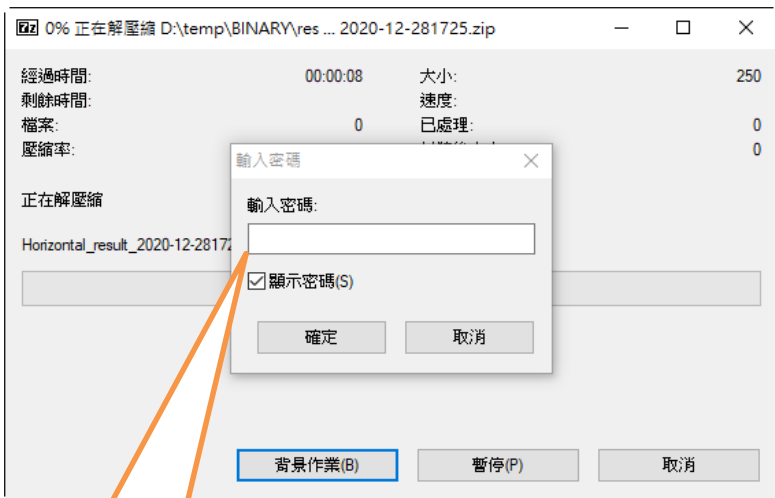 7z 0% 正在解壓縮 D:\temp\BINARY\res ... 2020-12-281725.zip
經過時間: 00:00:08 大小: 250
剩餘時間: 速度:
檔案: 0 已處理: 0
壓縮率: 0
輸入密碼
輸入密碼:
正在解壓縮
Horizontal_result_2020-12-28172
顯示密碼(S)
確定 取消
背景作業(B) 暫停(P) 取消